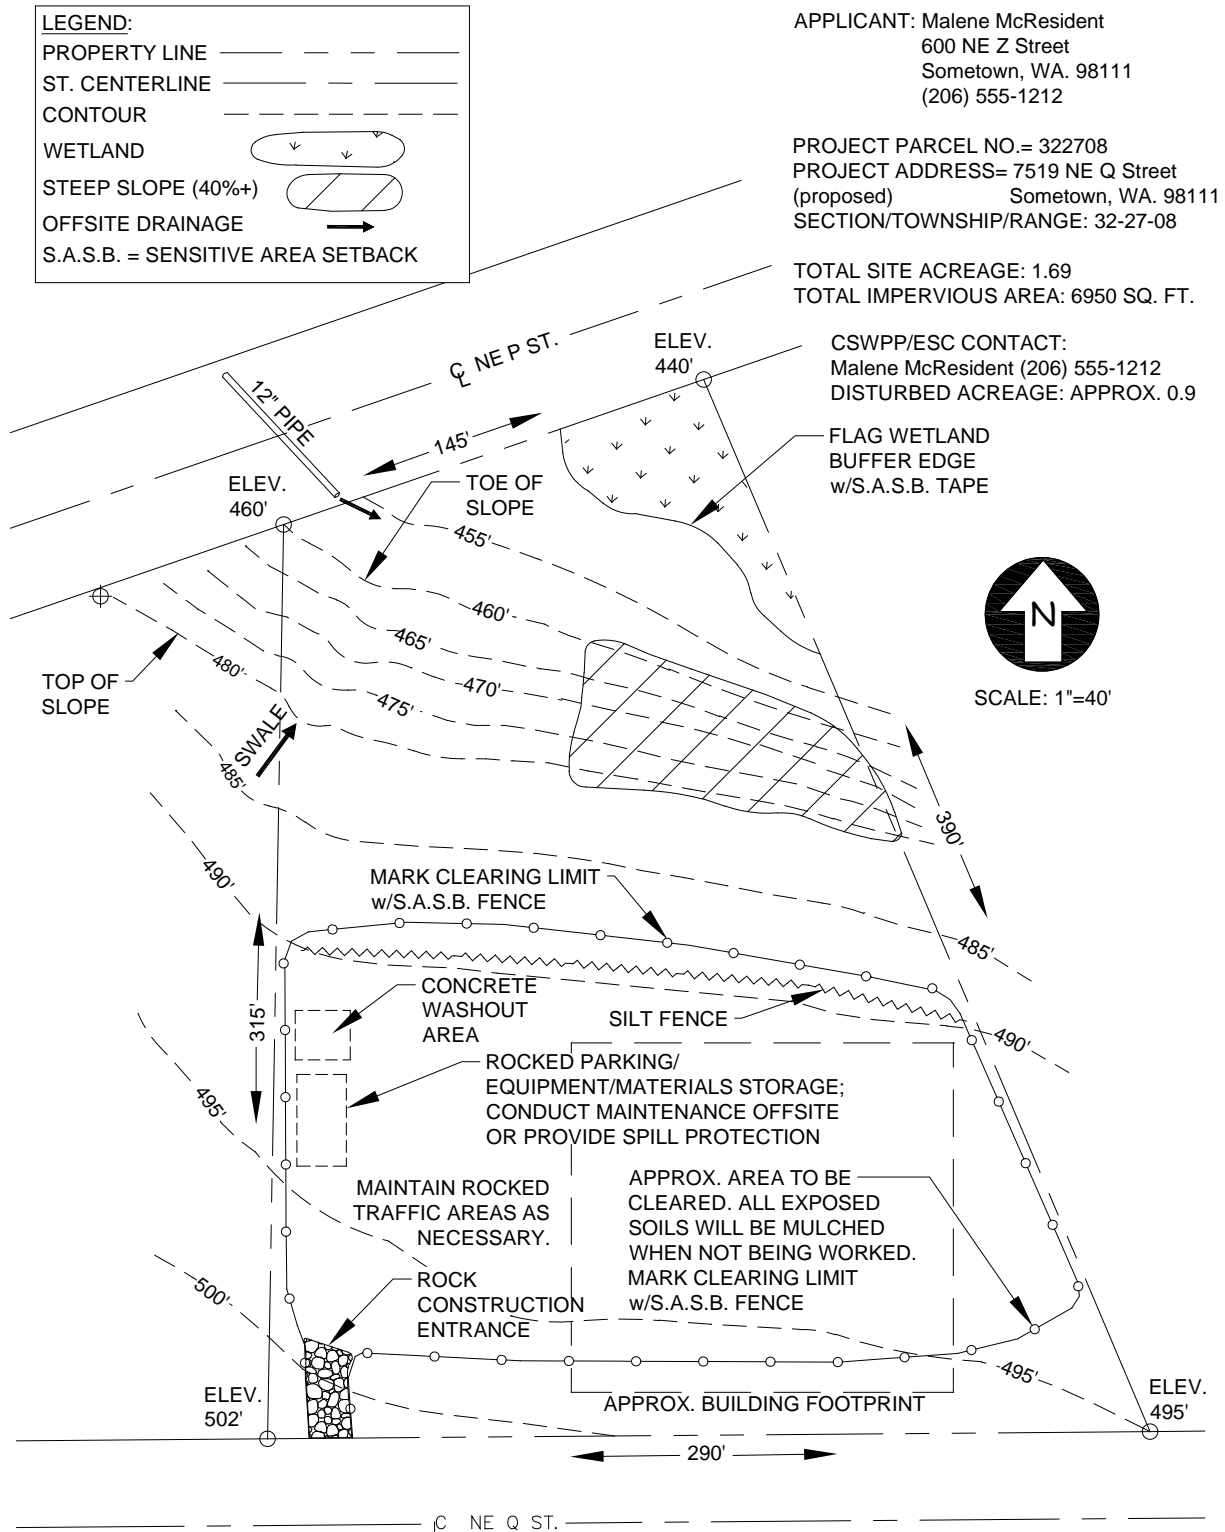 LEGEND:
PROPERTY LINE
ST. CENTERLINE
CONTOUR
WETLAND
STEEP SLOPE (40%+)
OFFSITE DRAINAGE
S.A.S.B. = SENSITIVE AREA SETBACK
APPLICANT: Malene McResident
600 NE Z Street
Sometown, WA. 98111
(206) 555-1212
PROJECT PARCEL NO.= 322708
PROJECT ADDRESS= 7519 NE Q Street
(proposed) Sometown, WA. 98111
SECTION/TOWNSHIP/RANGE: 32-27-08
TOTAL SITE ACREAGE: 1.69
TOTAL IMPERVIOUS AREA: 6950 SQ. FT.
CSWPP/ESC CONTACT:
Malene McResident (206) 555-1212
DISTURBED ACREAGE: APPROX. 0.9
ELEV.
440'
CL NE P ST.
12" PIPE
145'
FLAG WETLAND
BUFFER EDGE
w/S.A.S.B. TAPE
ELEV.
460'
TOE OF
SLOPE
455'
460'
465'
470'
475'
480'
TOP OF
SLOPE
SWALE
485'
N
SCALE: 1"=40'
390'
490'
MARK CLEARING LIMIT
w/S.A.S.B. FENCE
485'
315'
CONCRETE
WASHOUT
AREA
SILT FENCE
490'
ROCKED PARKING/
EQUIPMENT/MATERIALS STORAGE;
CONDUCT MAINTENANCE OFFSITE
OR PROVIDE SPILL PROTECTION
495'
MAINTAIN ROCKED
TRAFFIC AREAS AS
NECESSARY.
APPROX. AREA TO BE
CLEARED. ALL EXPOSED
SOILS WILL BE MULCHED
WHEN NOT BEING WORKED.
MARK CLEARING LIMIT
w/S.A.S.B. FENCE
500'
ROCK
CONSTRUCTION
ENTRANCE
495'
ELEV.
502'
APPROX. BUILDING FOOTPRINT
ELEV.
495'
290'
CL NE Q ST.